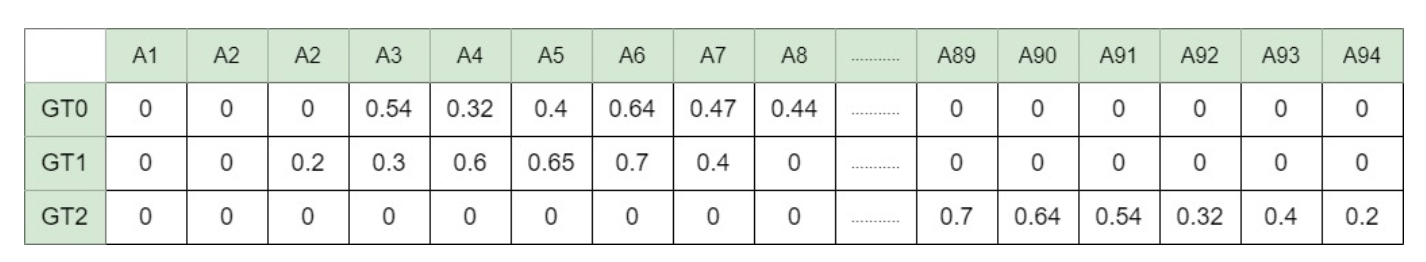 A1 A2 A2 A3 A4 A5 A6 A7 A8 ........... A89 A90 A91 A92 A93 A94
GT0 0 0 0 0.54 0.32 0.4 0.64 0.47 0.44 ........... 0 0 0 0 0 0
GT1 0 0 0.2 0.3 0.6 0.65 0.7 0.4 0 ........... 0 0 0 0 0 0
GT2 0 0 0 0 0 0 0 0 0 ........... 0.7 0.64 0.54 0.32 0.4 0.2